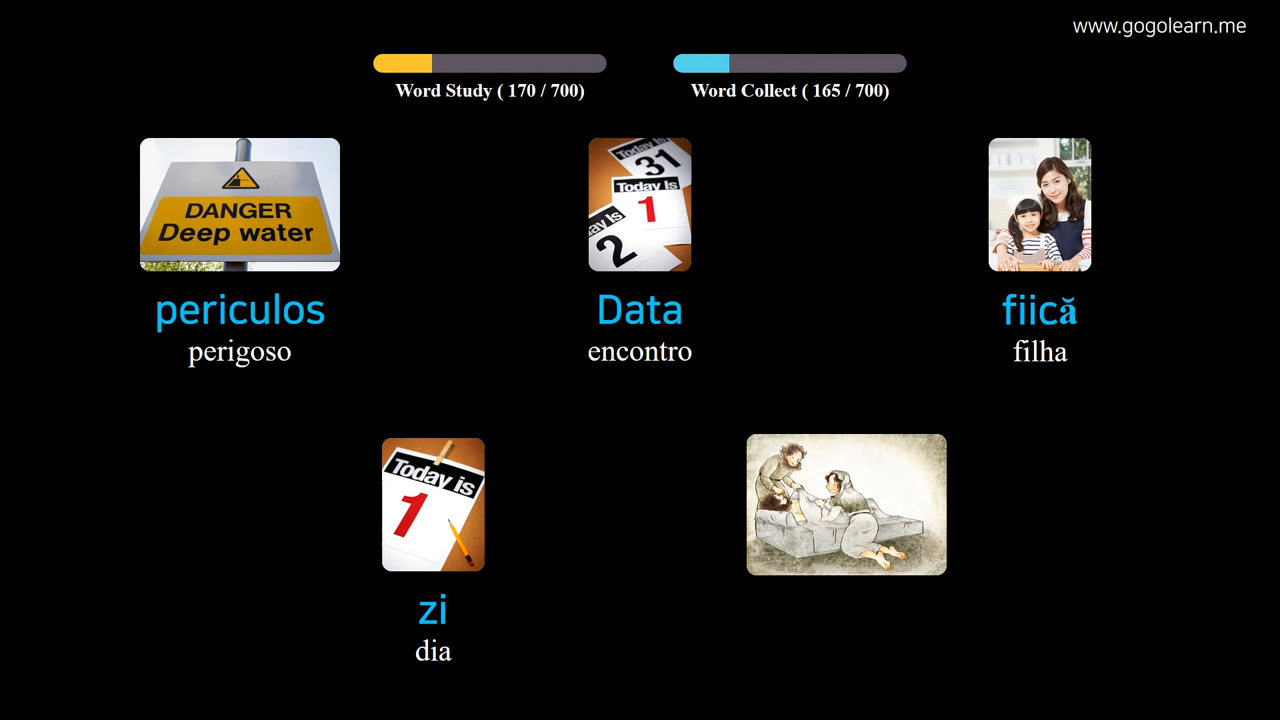 www.gogolearn.me
Word Study ( 170 / 700)
Word Collect ( 165 / 700)
DANGER
Deep water
Today is
31
Today Is
1
ay Is
2
periculos
Data
fiică
perigoso
encontro
filha
Today is
1
zi
dia